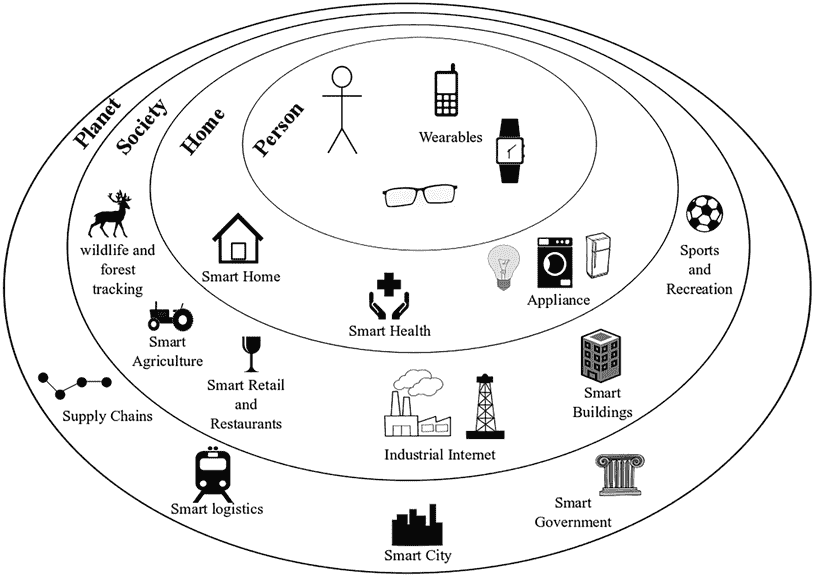 Planet
Society
Home
Person
Wearables
wildlife and
forest
tracking
Smart Home
Sports
and
Recreation
Appliance
Smart Health
Smart
Agriculture
Smart Retail
and
Restaurants
Smart
Buildings
Supply Chains
Industrial Internet
Smart logistics
Smart
Government
Smart City